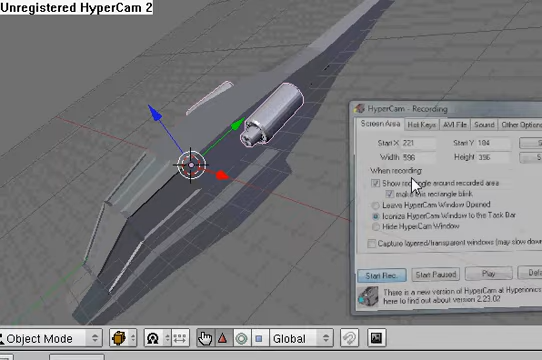 Unregistered HyperCam 2
HyperCam - Recording
Screen Area Hot Keys AVI File Sound Other Options
Start X 221 Start Y 104
Width 596 Height 396
When recording:
Show rectangle around recorded area
make this rectangle blink
Leave HyperCam Window Opened
Iconize HyperCam Window to the Task Bar
Hide HyperCam Window
Capture layered/transparent windows (may slow down
Start Rec. Start Paused Play Defa
There is a new version of HyperCam at Hyperionics
here to find out about version 2.23.02
Object Mode Global